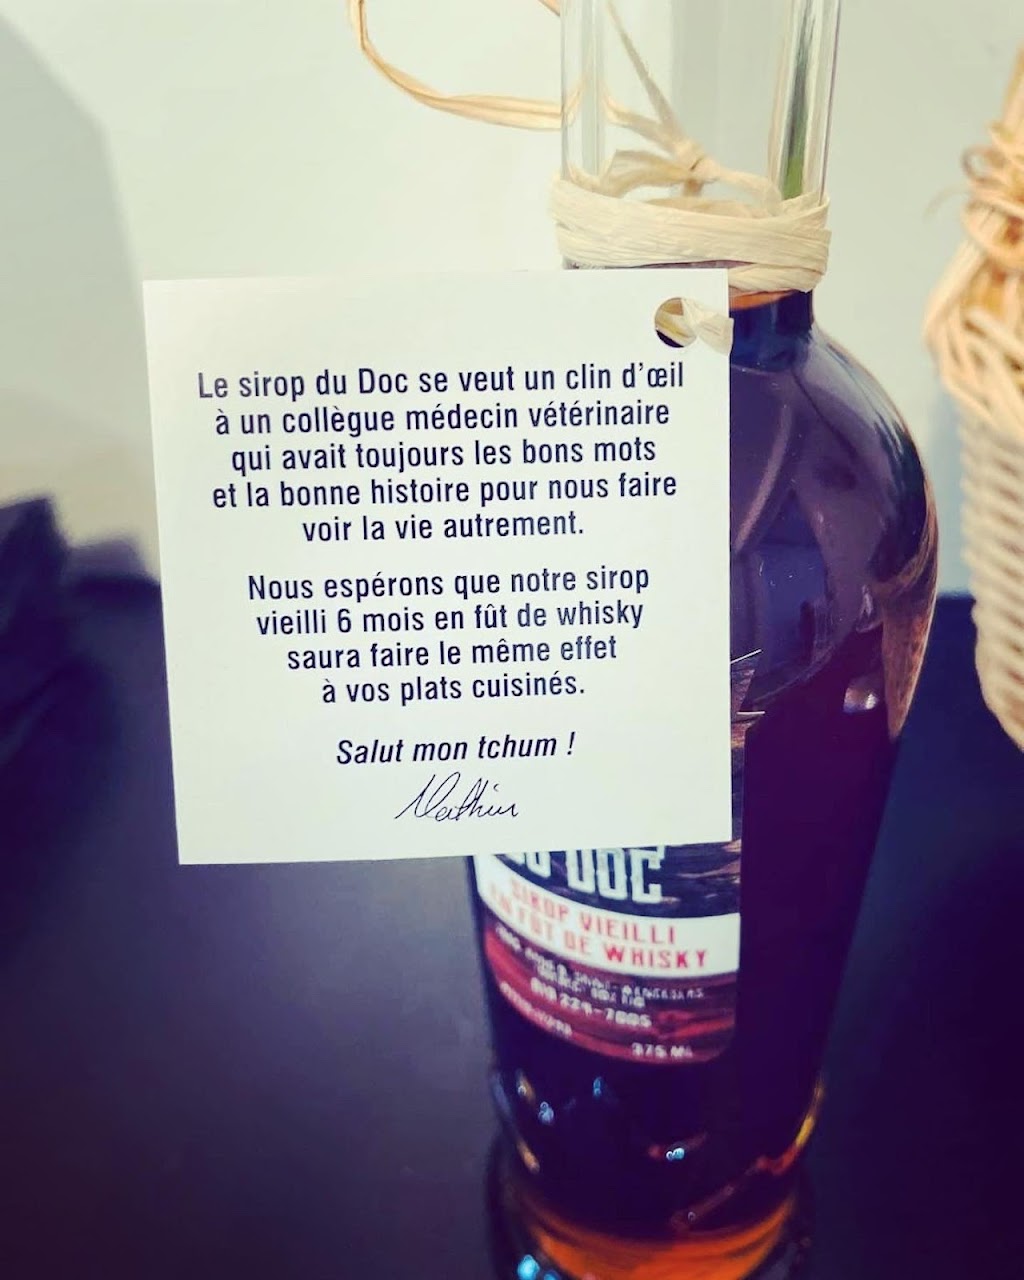 Le sirop du Doc se veut un clin d'œil
à un collègue médecin vétérinaire
qui avait toujours les bons mots
et la bonne histoire pour nous faire
voir la vie autrement.
Nous espérons que notre sirop
vieilli 6 mois en fût de whisky
saura faire le même effet
à vos plats cuisinés.
Salut mon tchum !
DOC
SIROP VIEILLI
EN FÛT DE WHISKY
375 ML